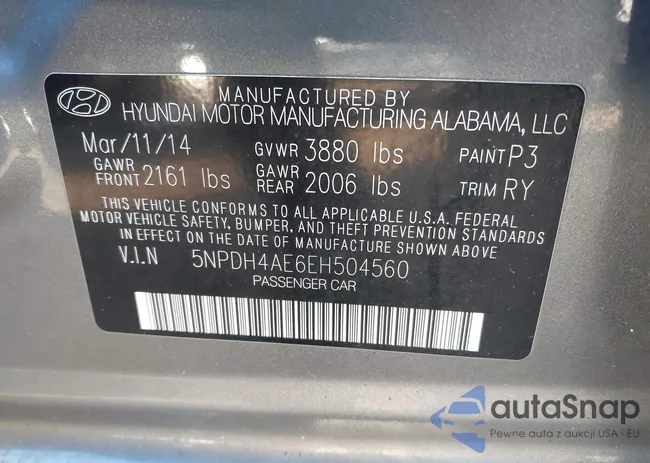 MANUFACTURED BY
HYUNDAI MOTOR MANUFACTURING ALABAMA, LLC
Mar/11/14 GVWR 3880 lbs PAINT P3
GAWR FRONT 2161 lbs GAWR REAR 2006 lbs TRIM RY
THIS VEHICLE CONFORMS TO ALL APPLICABLE U.S.A. FEDERAL
MOTOR VEHICLE SAFETY, BUMPER, AND THEFT PREVENTION STANDARDS
IN EFFECT ON THE DATE OF MANUFACTURE SHOWN ABOVE
V.I.N 5NPDH4AE6EH504560
PASSENGER CAR
autaSnap
Pewne auta z aukcji USA i EU